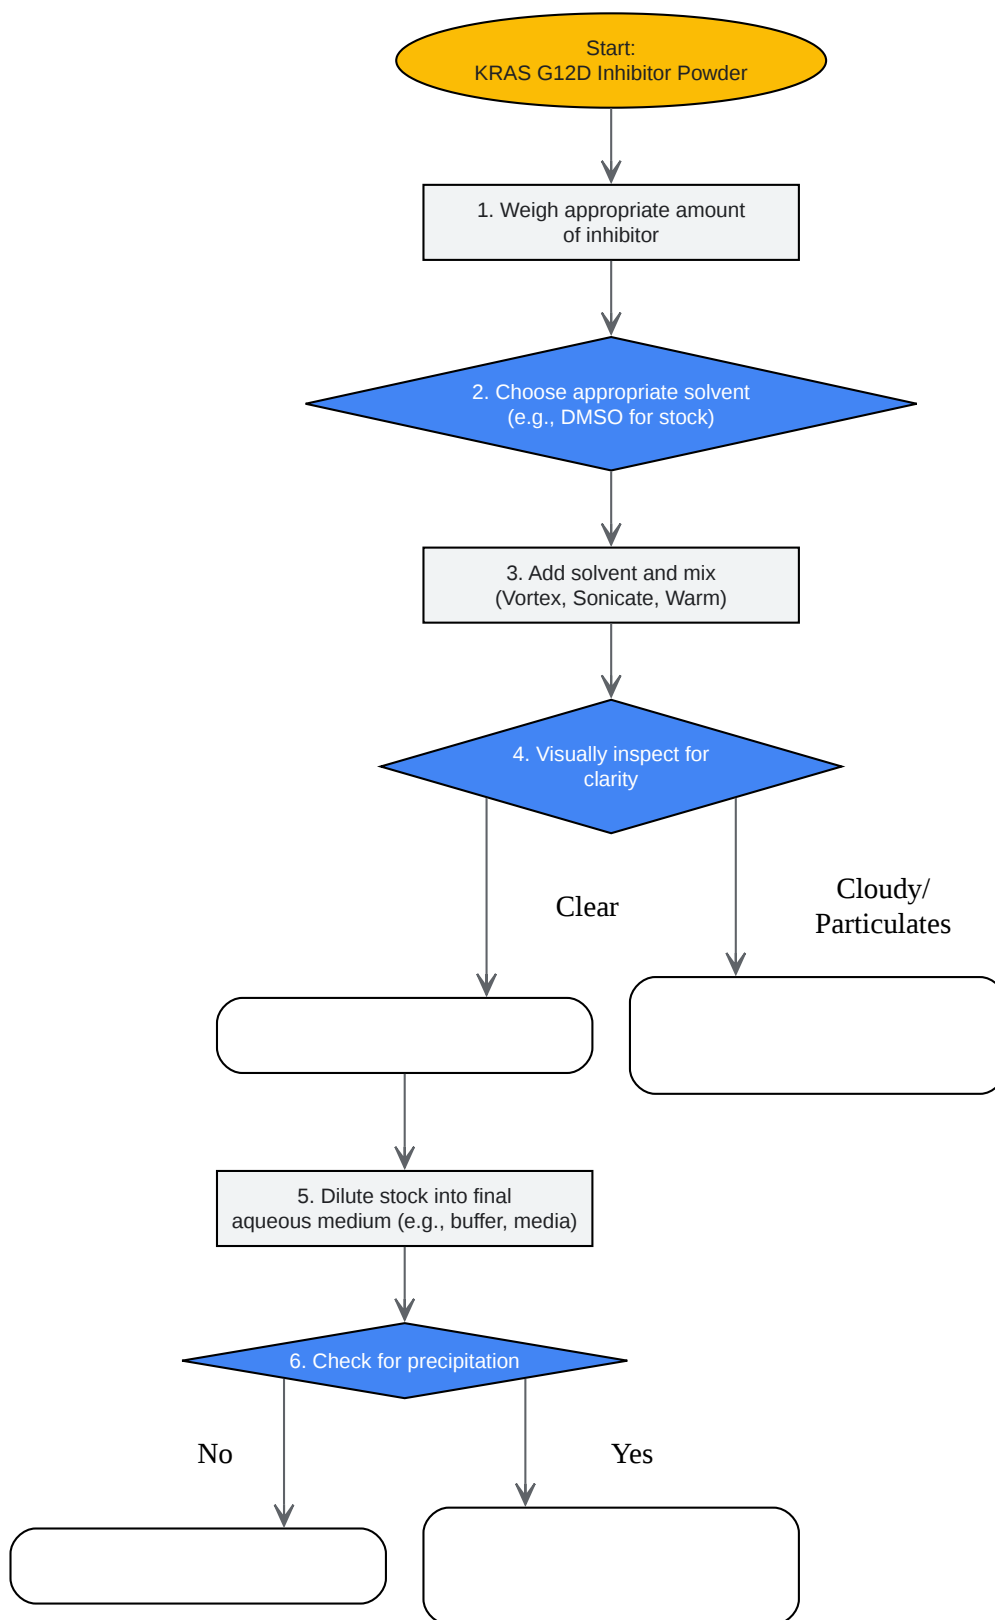 Start:
KRAS G12D Inhibitor Powder
1. Weigh appropriate amount
of inhibitor
2. Choose appropriate solvent
(e.g., DMSO for stock)
3. Add solvent and mix
(Vortex, Sonicate, Warm)
4. Visually inspect for
clarity
Clear
Cloudy/
Particulates
5. Dilute stock into final
aqueous medium (e.g., buffer, media)
6. Check for precipitation
No
Yes